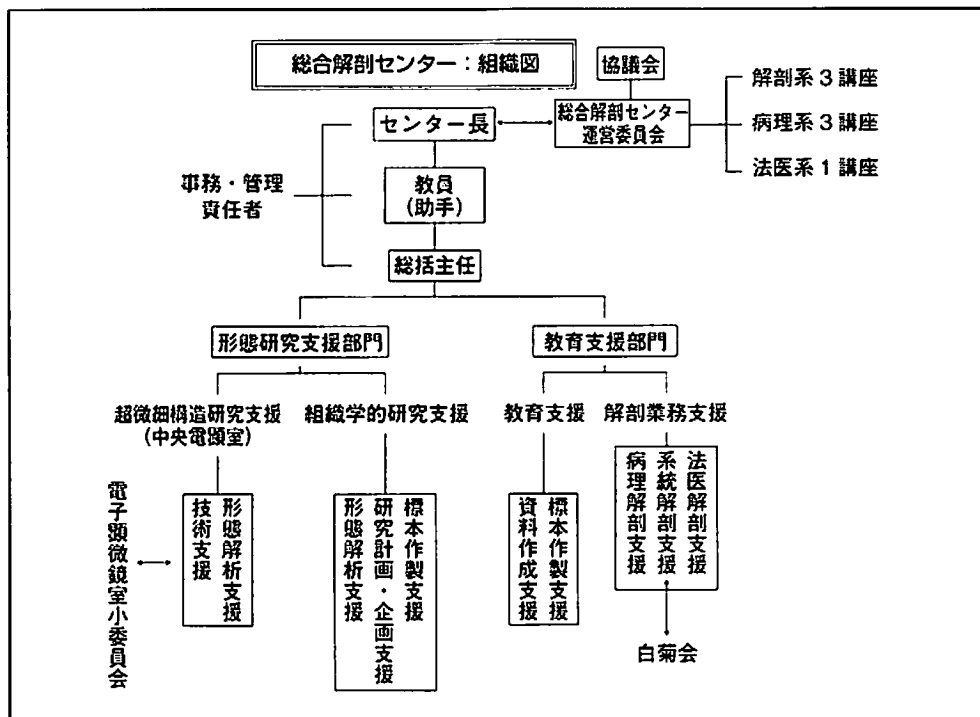 総合解剖センター：組織図
協議会
センター長
総合解剖センター
運営委員会
解剖系3講座
病理系3講座
法医系1講座
事務・管理
責任者
教員
(助手)
総括主任
形態研究支援部門
教育支援部門
超微細構造研究支援
(中央電顕室)
組織学的研究支援
教育支援
解剖業務支援
電子顕微鏡室小委員会
形態解析支援
技術支援
標本作製支援
研究計画・企画支援
形態解析支援
標本作製支援
資料作成支援
法医解剖支援
系統解剖支援
病理解剖支援
白菊会